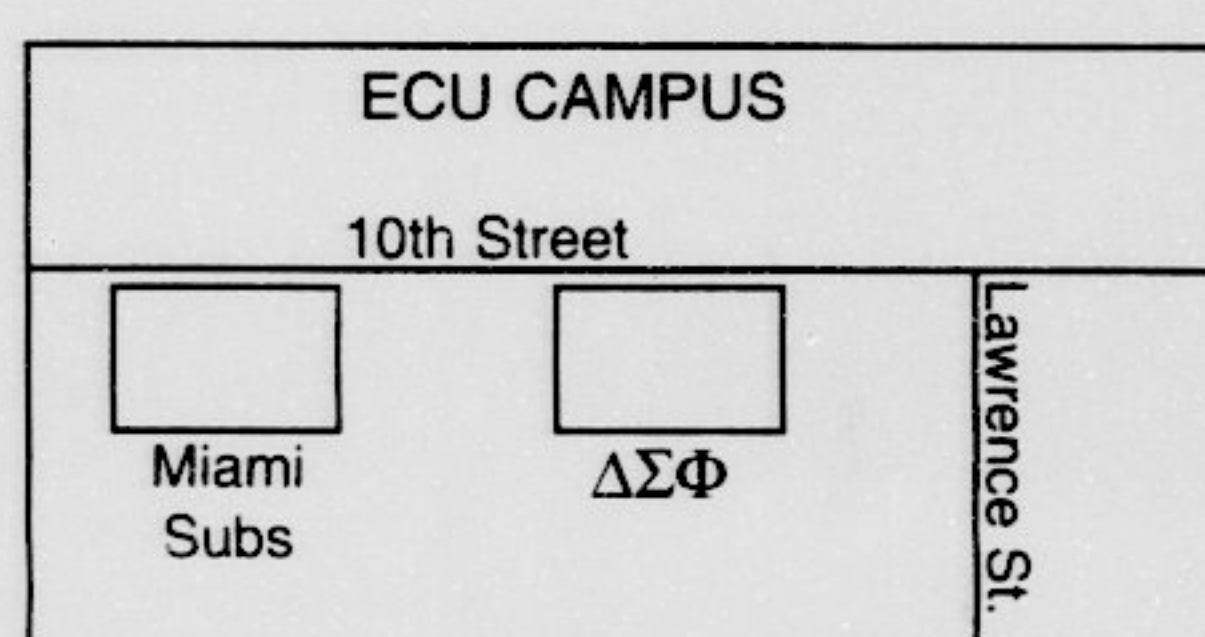 ECU CAMPUS
10th Street
Miami
Subs
ΔΣΦ
Lawrence St.